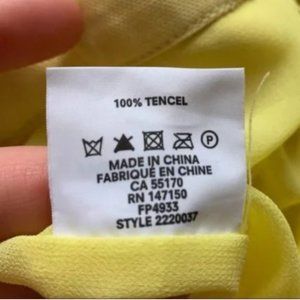 100% TENCEL
P
MADE IN CHINA
FABRIQUÉ EN CHINE
CA 55170
RN 147150
FP4933
STYLE 2220037